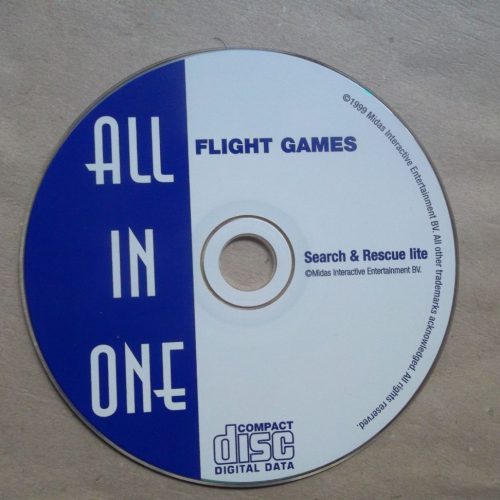 ALL
IN
ONE
FLIGHT GAMES
Search & Rescue lite
©Midas Interactive Entertainment BV.
©1999 Midas Interactive Entertainment BV. All other trademarks acknowledged. All rights reserved.
COMPACT
disc
DIGITAL DATA